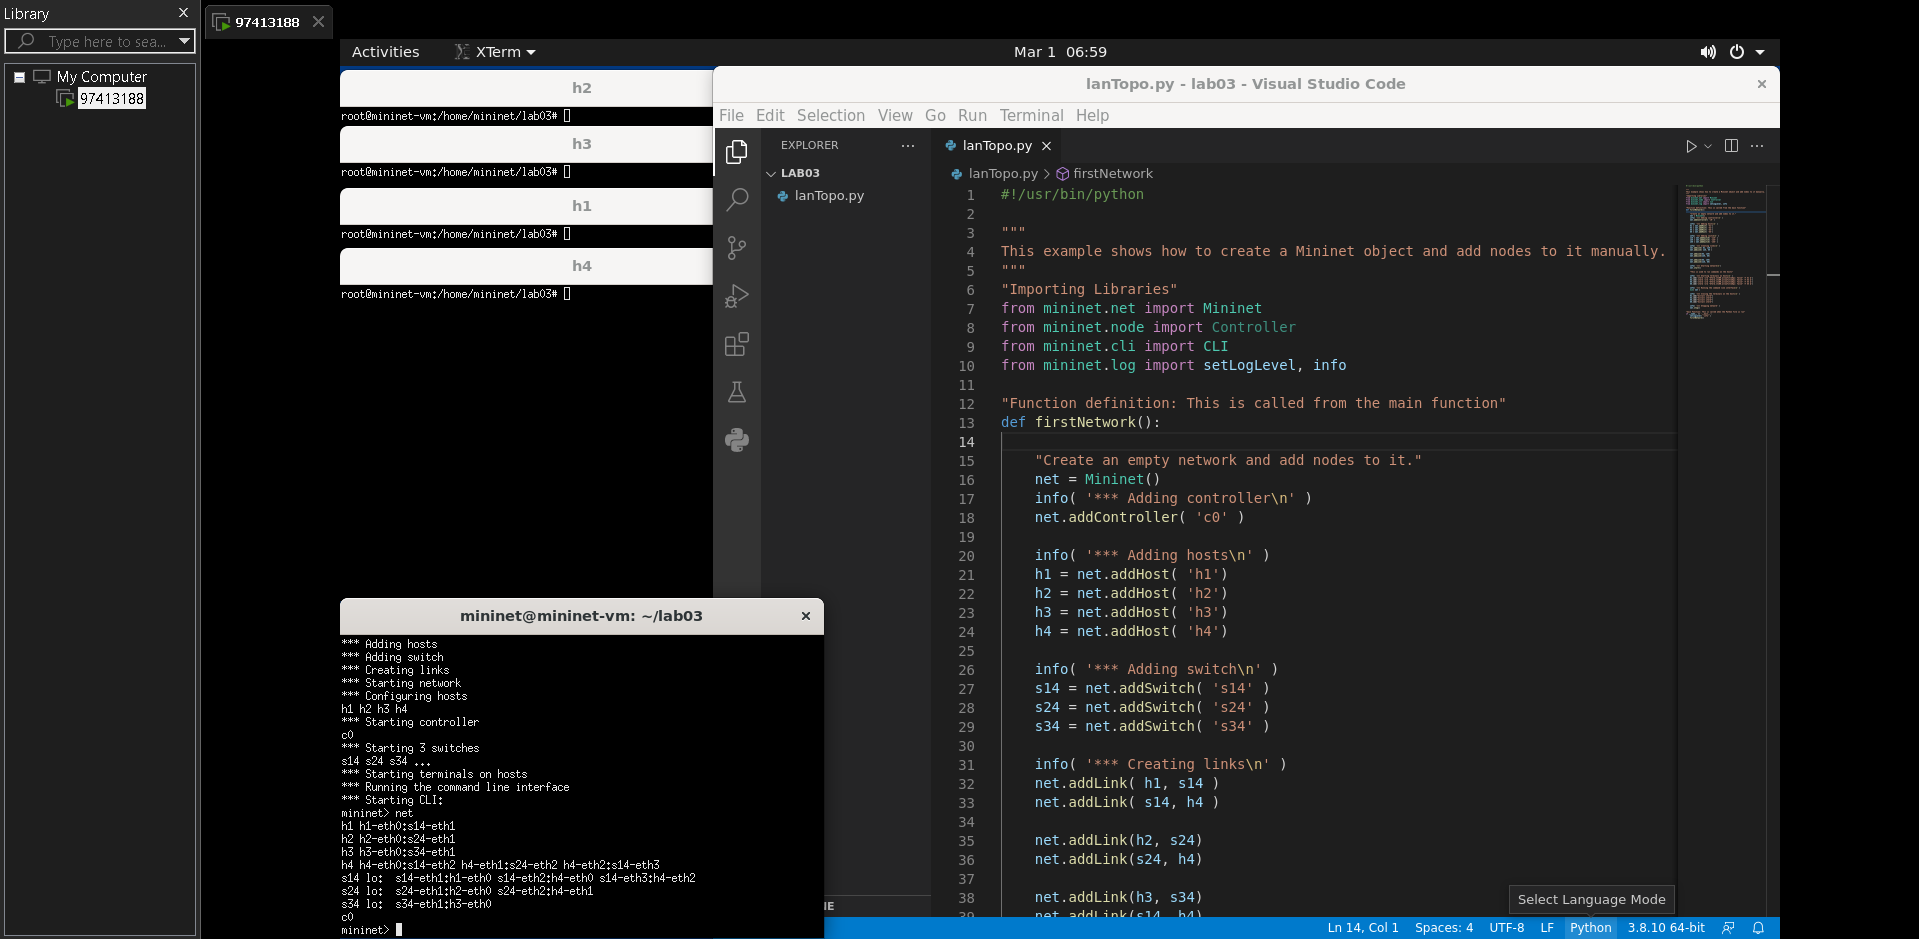 Library
Type here to sea...
My Computer
97413188
97413188
Activities
XTerm
Mar 1 06:59
h2
root@mininet-vm:/home/mininet/lab03#
h3
root@mininet-vm:/home/mininet/lab03#
h1
root@mininet-vm:/home/mininet/lab03#
h4
root@mininet-vm:/home/mininet/lab03#
lanTopo.py - lab03 - Visual Studio Code
File Edit Selection View Go Run Terminal Help
EXPLORER
LAB03
lanTopo.py
lanTopo.py
lanTopo.py > firstNetwork
1 #!/usr/bin/python
2
3 """
4 This example shows how to create a Mininet object and add nodes to it manually.
5 """
6 "Importing Libraries"
7 from mininet.net import Mininet
8 from mininet.node import Controller
9 from mininet.cli import CLI
10 from mininet.log import setLogLevel, info
11
12 "Function definition: This is called from the main function"
13 def firstNetwork():
14
15 "Create an empty network and add nodes to it."
16 net = Mininet()
17 info( '*** Adding controller\n' )
18 net.addController( 'c0' )
19
20 info( '*** Adding hosts\n' )
21 h1 = net.addHost( 'h1')
22 h2 = net.addHost( 'h2')
23 h3 = net.addHost( 'h3')
24 h4 = net.addHost( 'h4')
25
26 info( '*** Adding switch\n' )
27 s14 = net.addSwitch( 's14' )
28 s24 = net.addSwitch( 's24' )
29 s34 = net.addSwitch( 's34' )
30
31 info( '*** Creating links\n' )
32 net.addLink( h1, s14 )
33 net.addLink( s14, h4 )
34
35 net.addLink(h2, s24)
36 net.addLink(s24, h4)
37
38 net.addLink(h3, s34)
39 net.addLink(s14, h4)
mininet@mininet-vm: ~/lab03
*** Adding hosts
*** Adding switch
*** Creating links
*** Starting network
*** Configuring hosts
h1 h2 h3 h4
*** Starting controller
c0
*** Starting 3 switches
s14 s24 s34 ...
*** Starting terminals on hosts
*** Running the command line interface
*** Starting CLI:
mininet> net
h1 h1-eth0:s14-eth1
h2 h2-eth0:s24-eth1
h3 h3-eth0:s34-eth1
h4 h4-eth0:s14-eth2 h4-eth1:s24-eth2 h4-eth2:s14-eth3
s14 lo:  s14-eth1:h1-eth0 s14-eth2:h4-eth0 s14-eth3:h4-eth2
s24 lo:  s24-eth1:h2-eth0 s24-eth2:h4-eth1
s34 lo:  s34-eth1:h3-eth0
c0
mininet>
NE
Select Language Mode
Ln 14, Col 1 Spaces: 4 UTF-8 LF Python 3.8.10 64-bit